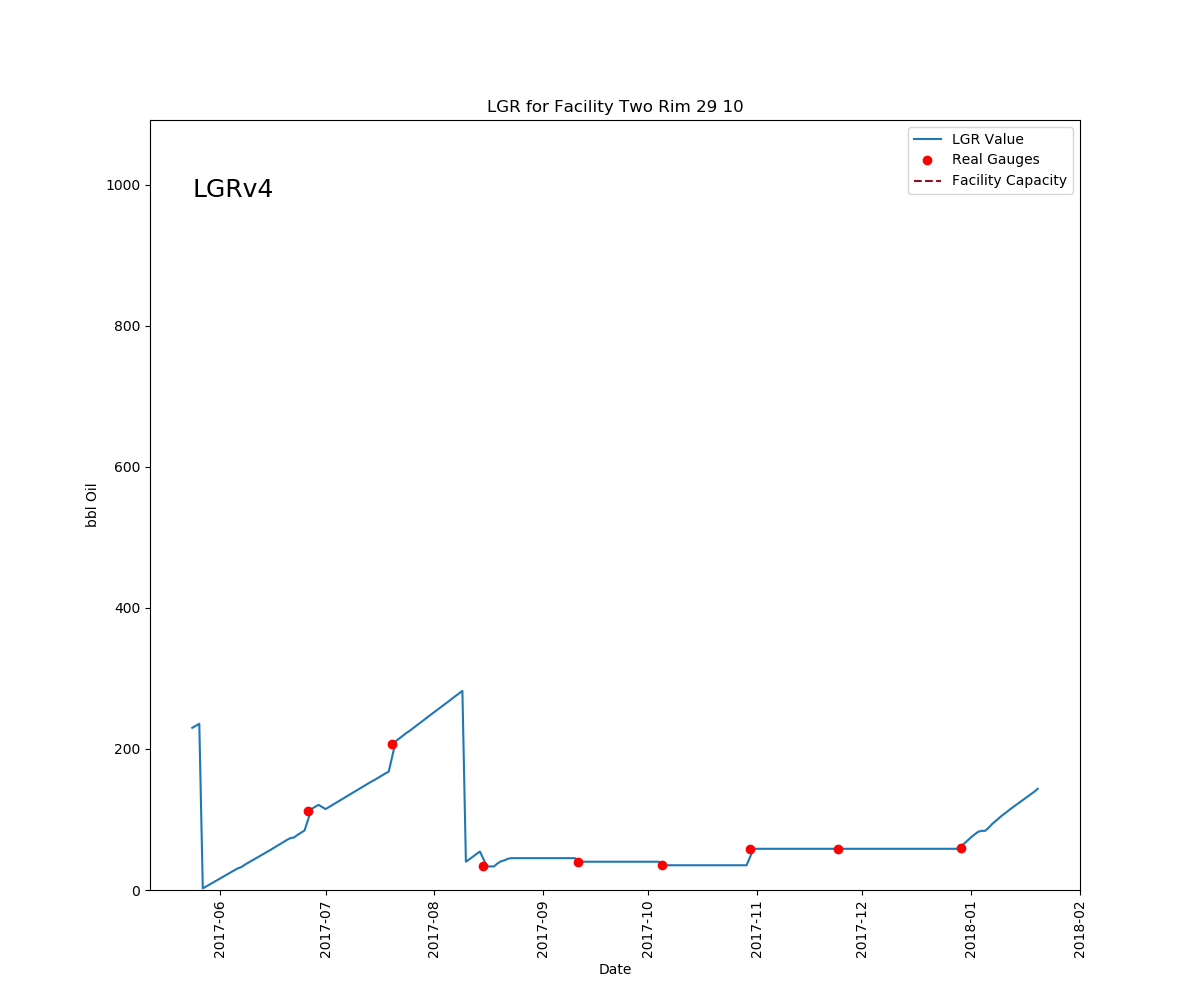 LGR for Facility Two Rim 29 10
LGRv4
LGR Value
Real Gauges
Facility Capacity
bbl Oil
1000
800
600
400
200
0
2017-06
2017-07
2017-08
2017-09
2017-10
2017-11
2017-12
2018-01
2018-02
Date